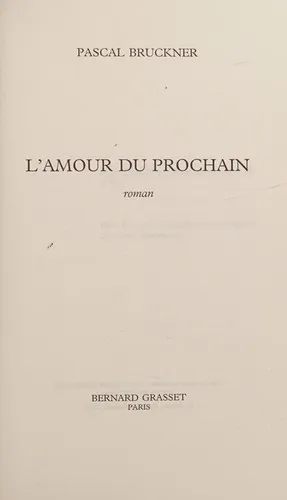 PASCAL BRUCKNER
L'AMOUR DU PROCHAIN
roman
BERNARD GRASSET
PARIS